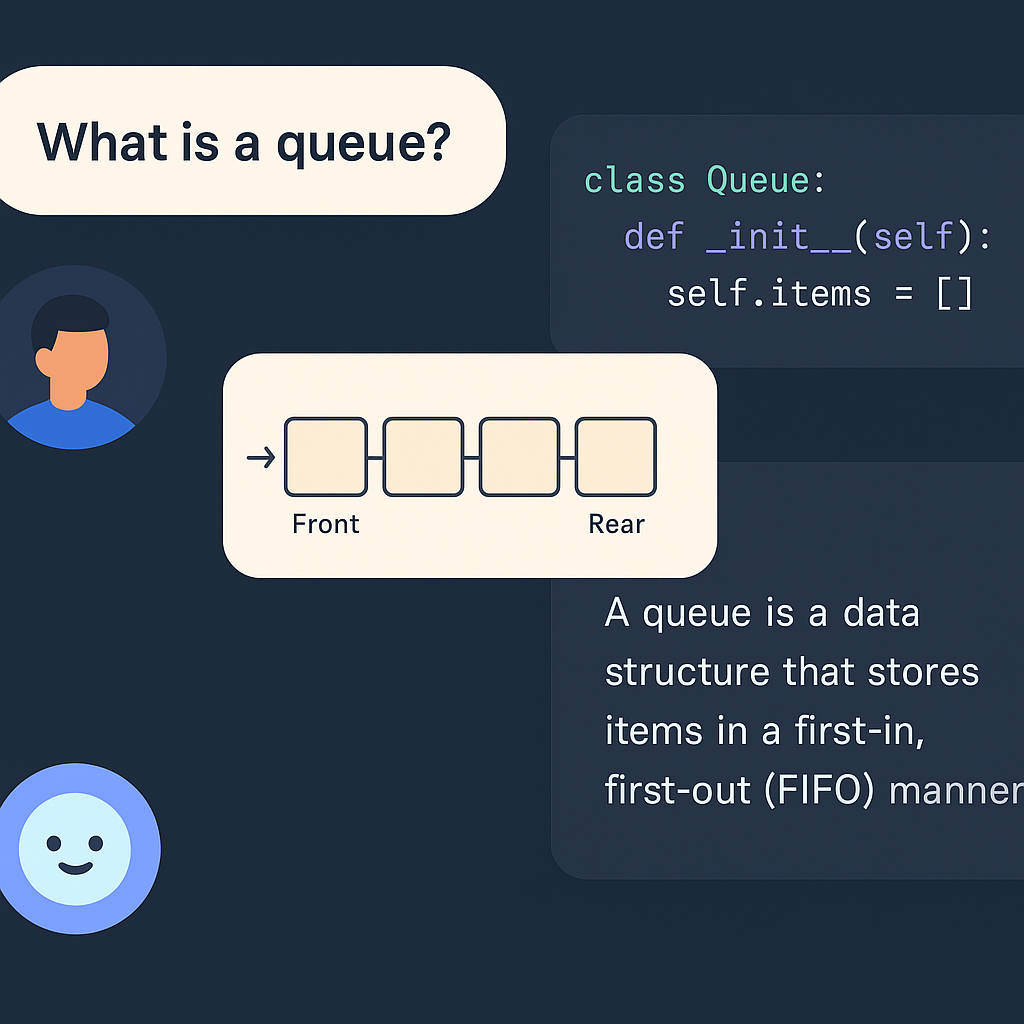 What is a queue?
class Queue:
def _init__(self):
self.items = []
Front
Rear
A queue is a data
structure that stores
items in a first-in,
first-out (FIFO) manner